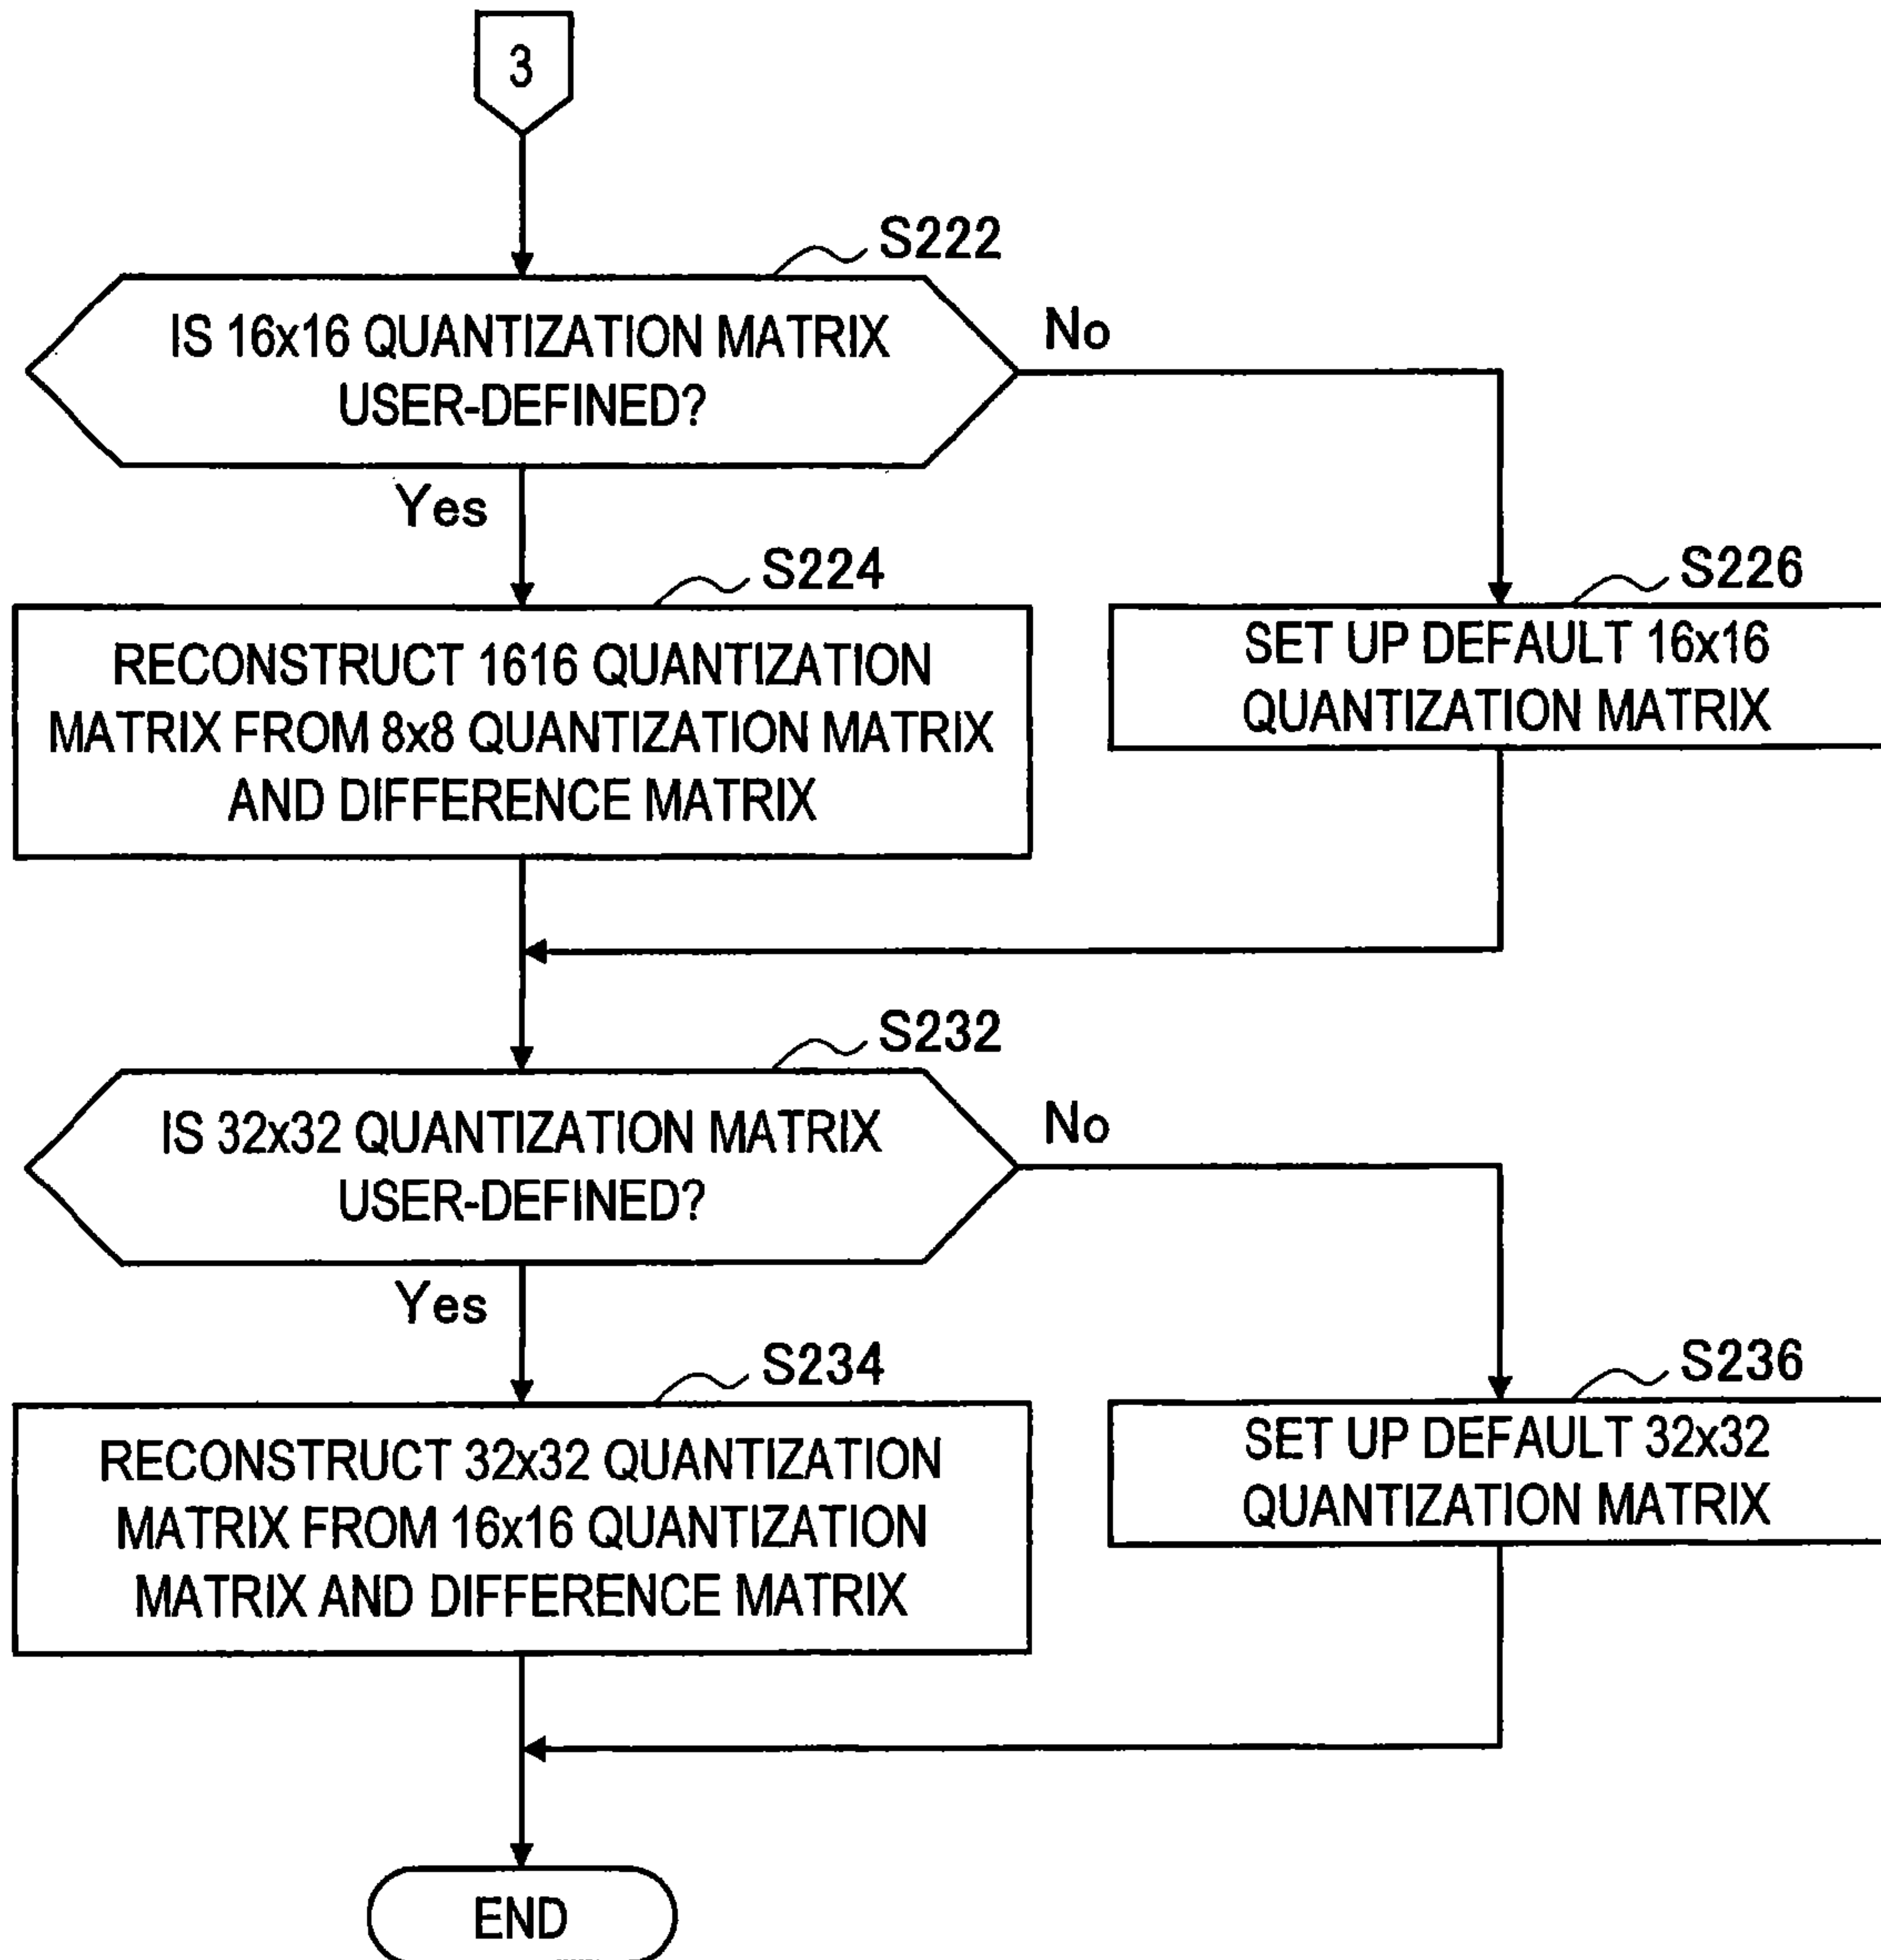 3
S222
IS 16x16 QUANTIZATION MATRIX
USER-DEFINED?
No
Yes
S224
RECONSTRUCT 1616 QUANTIZATION
MATRIX FROM 8x8 QUANTIZATION MATRIX
AND DIFFERENCE MATRIX
S226
SET UP DEFAULT 16x16
QUANTIZATION MATRIX
S232
IS 32x32 QUANTIZATION MATRIX
USER-DEFINED?
No
Yes
S234
RECONSTRUCT 32x32 QUANTIZATION
MATRIX FROM 16x16 QUANTIZATION
MATRIX AND DIFFERENCE MATRIX
S236
SET UP DEFAULT 32x32
QUANTIZATION MATRIX
END